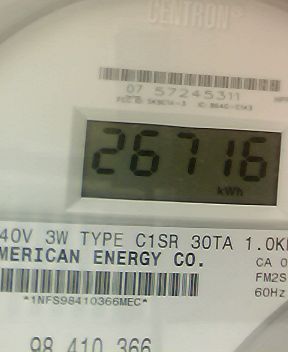 CENTRON®
07 57245311
26716
kWh
40V 3W TYPE C1SR 30TA 1.0K
MERICAN ENERGY CO.
CA 0
FM2S
60Hz
*1NFS98410366MEC*
98 410 366